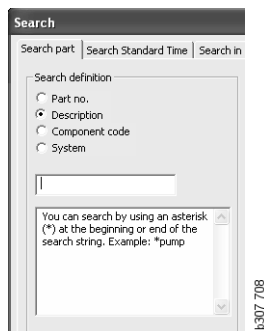 Search
Search part Search Standard Time Search in
Search definition
Part no.
Description
Component code
System
You can search by using an asterisk
(*) at the beginning or end of the
search string. Example: *pump
b307 708